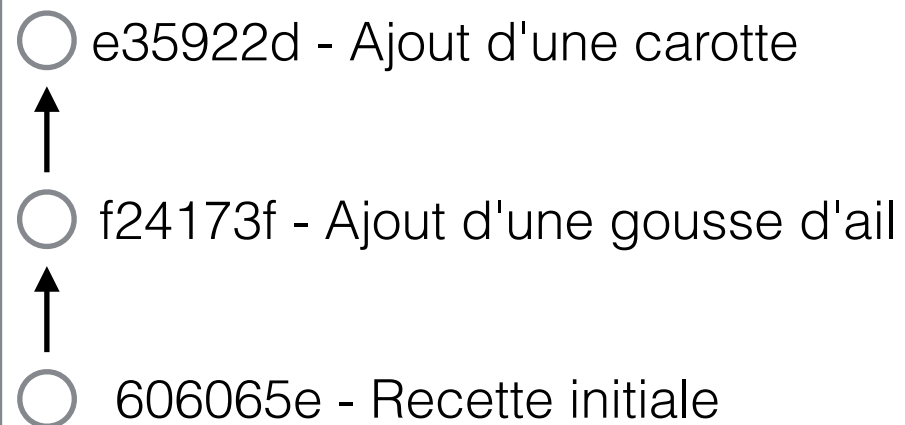 e35922d - Ajout d'une carotte
f24173f - Ajout d'une gousse d'ail
606065e - Recette initiale